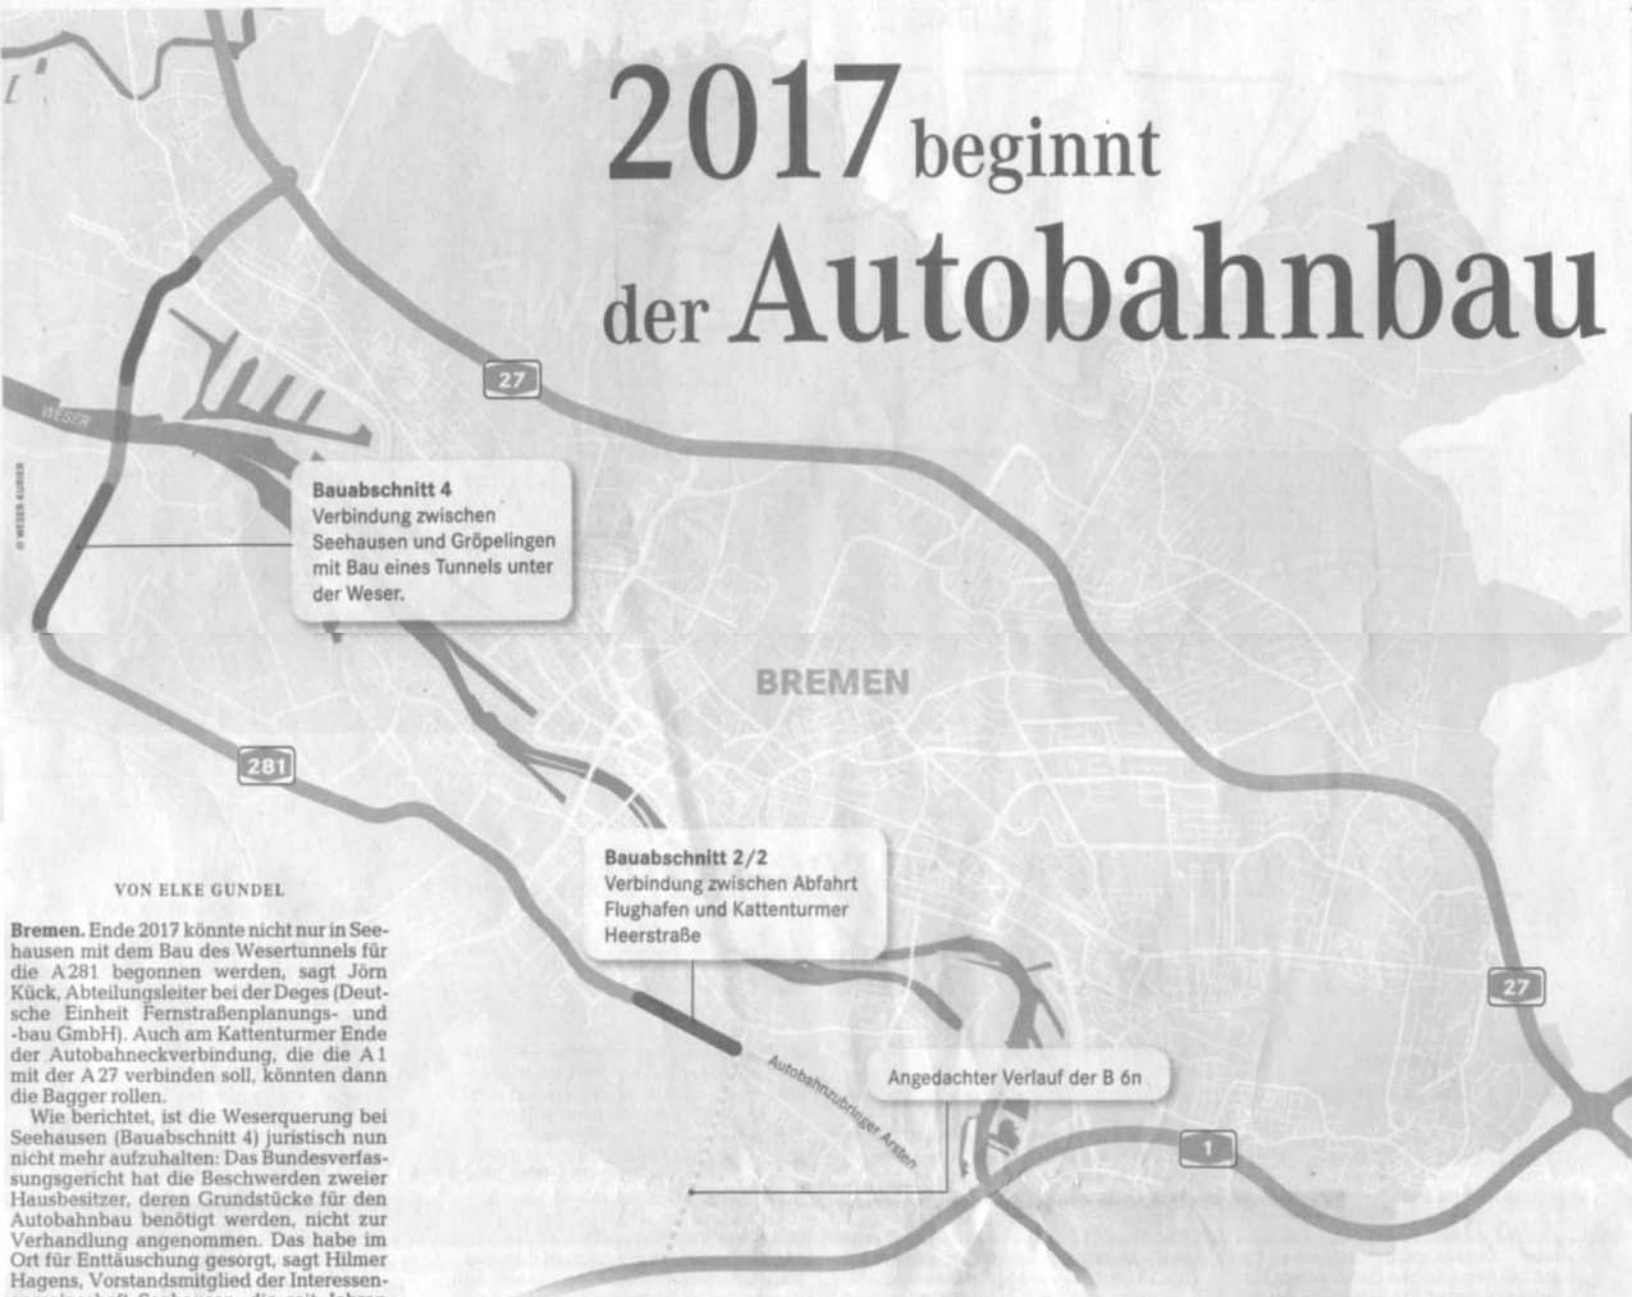 2017 beginnt
der Autobahnbau
27
WESER
© WESER-KURIER
Bauabschnitt 4
Verbindung zwischen
Seehausen und Gröpelingen
mit Bau eines Tunnels unter
der Weser.
BREMEN
281
Bauabschnitt 2/2
Verbindung zwischen Abfahrt
Flughafen und Kattenturmer
Heerstraße
27
Autobahnzubringer Arsten
Angedachter Verlauf der B 6n
1
VON ELKE GUNDEL
Bremen. Ende 2017 könnte nicht nur in See-
hausen mit dem Bau des Wesertunnels für
die A 281 begonnen werden, sagt Jörn
Kück, Abteilungsleiter bei der Deges (Deut-
sche Einheit Fernstraßenplanungs- und
-bau GmbH). Auch am Kattenturmer Ende
der Autobahneckverbindung, die die A 1
mit der A 27 verbinden soll, könnten dann
die Bagger rollen.
Wie berichtet, ist die Weserquerung bei
Seehausen (Bauabschnitt 4) juristisch nun
nicht mehr aufzuhalten: Das Bundesverfas-
sungsgericht hat die Beschwerden zweier
Hausbesitzer, deren Grundstücke für den
Autobahnbau benötigt werden, nicht zur
Verhandlung angenommen. Das habe im
Ort für Enttäuschung gesorgt, sagt Hilmer
Hagens, Vorstandsmitglied der Interessen-